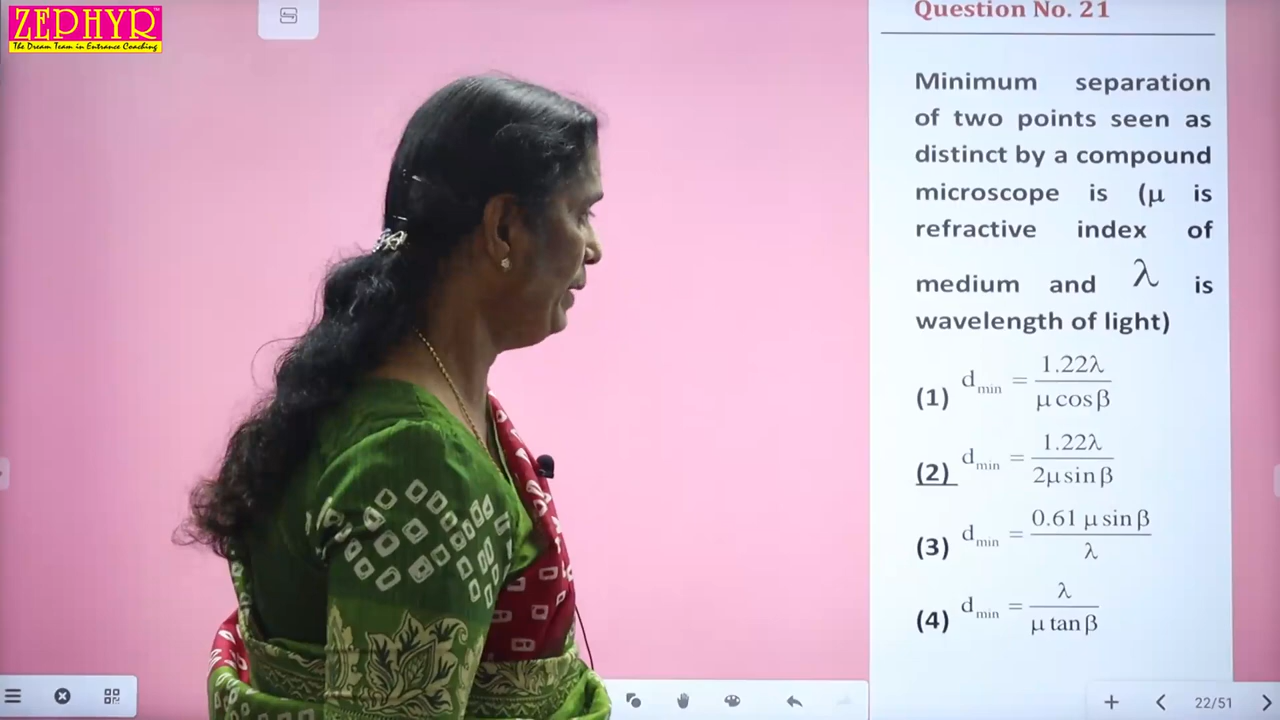 ZEPHYR™
The Dream Team in Entrance Coaching
Question No. 21
Minimum separation
of two points seen as
distinct by a compound
microscope is (μ is
refractive index of
medium and λ is
wavelength of light)
(1) d_min = 1.22λ / μ cos β
(2) d_min = 1.22λ / 2μ sin β
(3) d_min = 0.61 μ sin β / λ
(4) d_min = λ / μ tan β
22/51